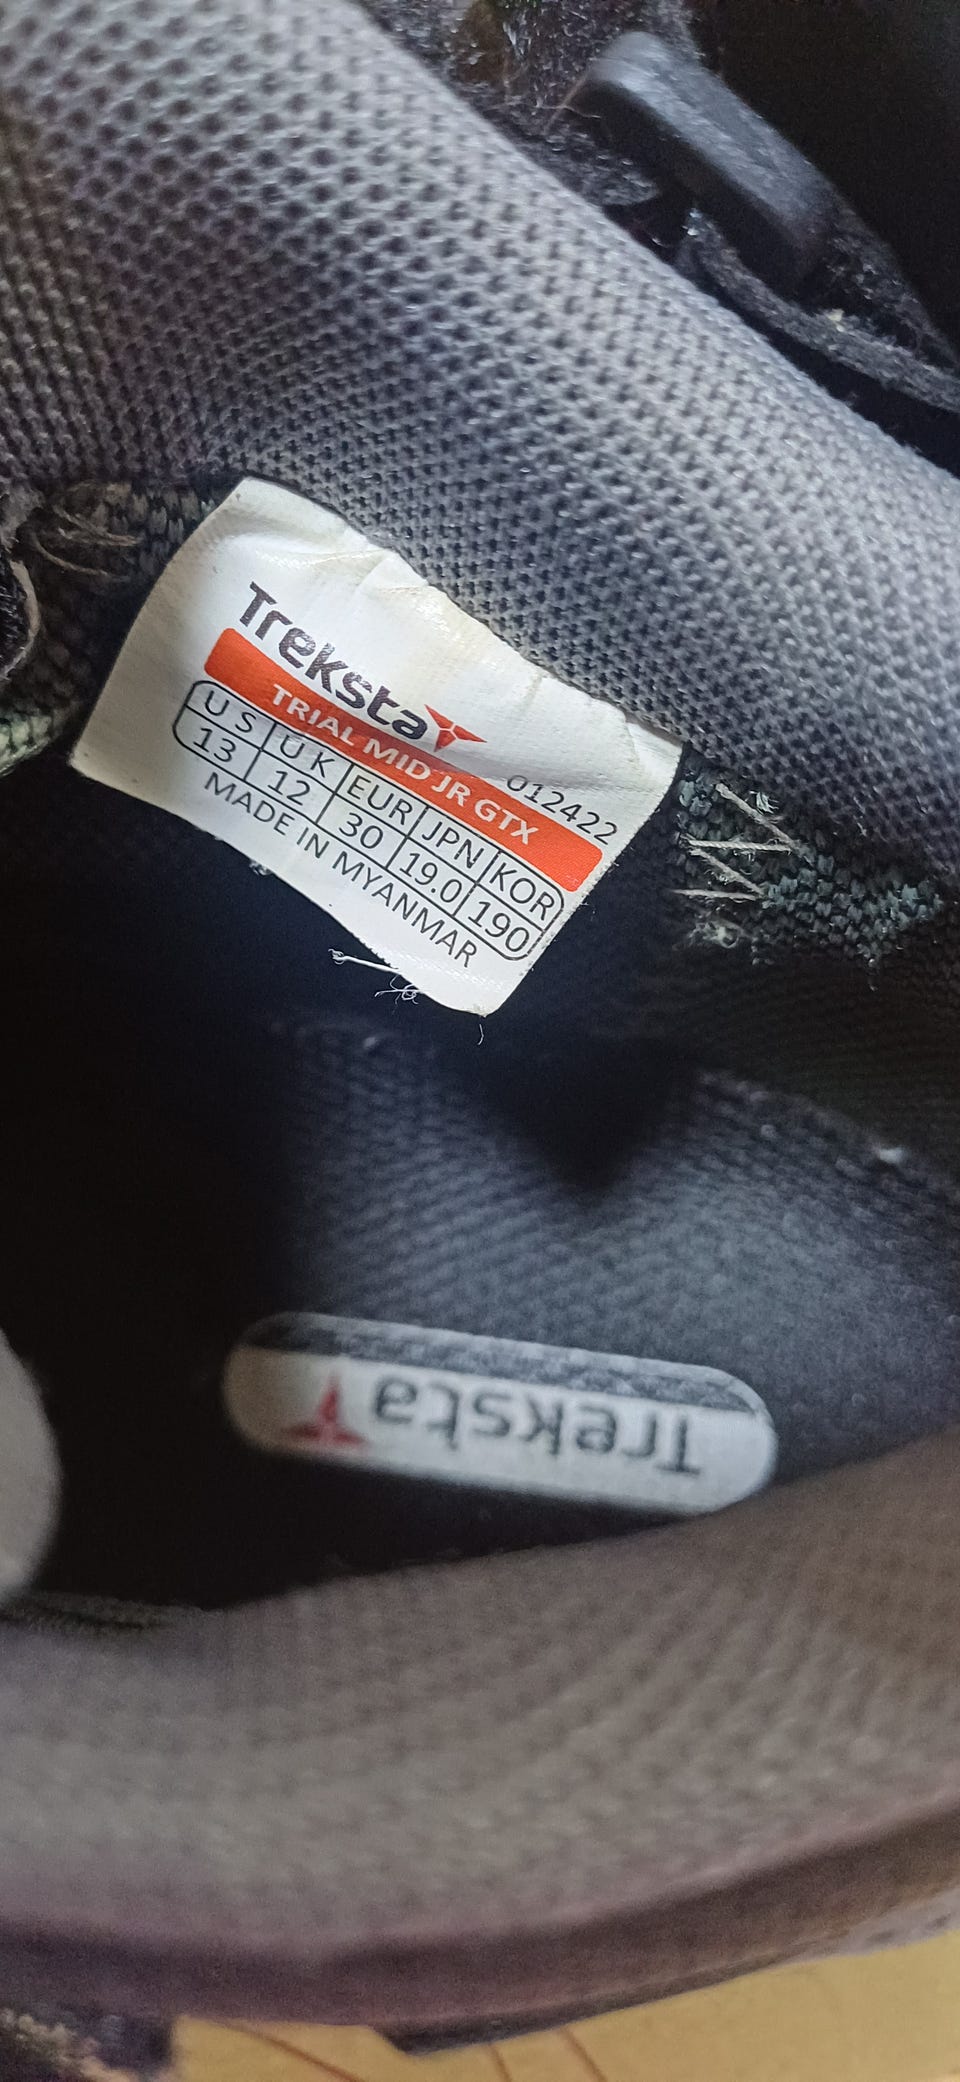 Treksta
012422
TRIAL MID JR GTX
US UK EUR JPN KOR
13 12 30 19.0 190
MADE IN MYANMAR
Treksta